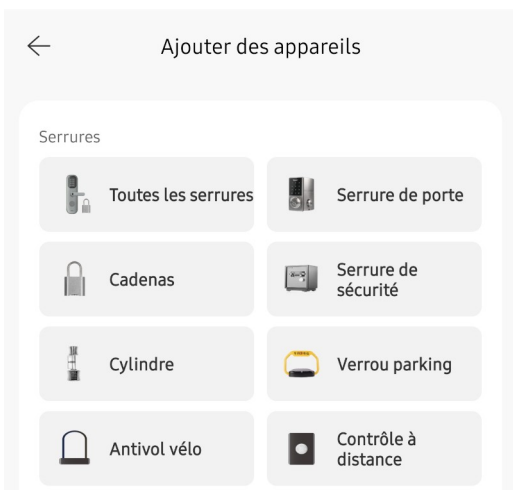 Ajouter des appareils
Serrures
Toutes les serrures
Serrure de porte
Cadenas
Serrure de
sécurité
Cylindre
Verrou parking
Antivol vélo
Contrôle à
distance